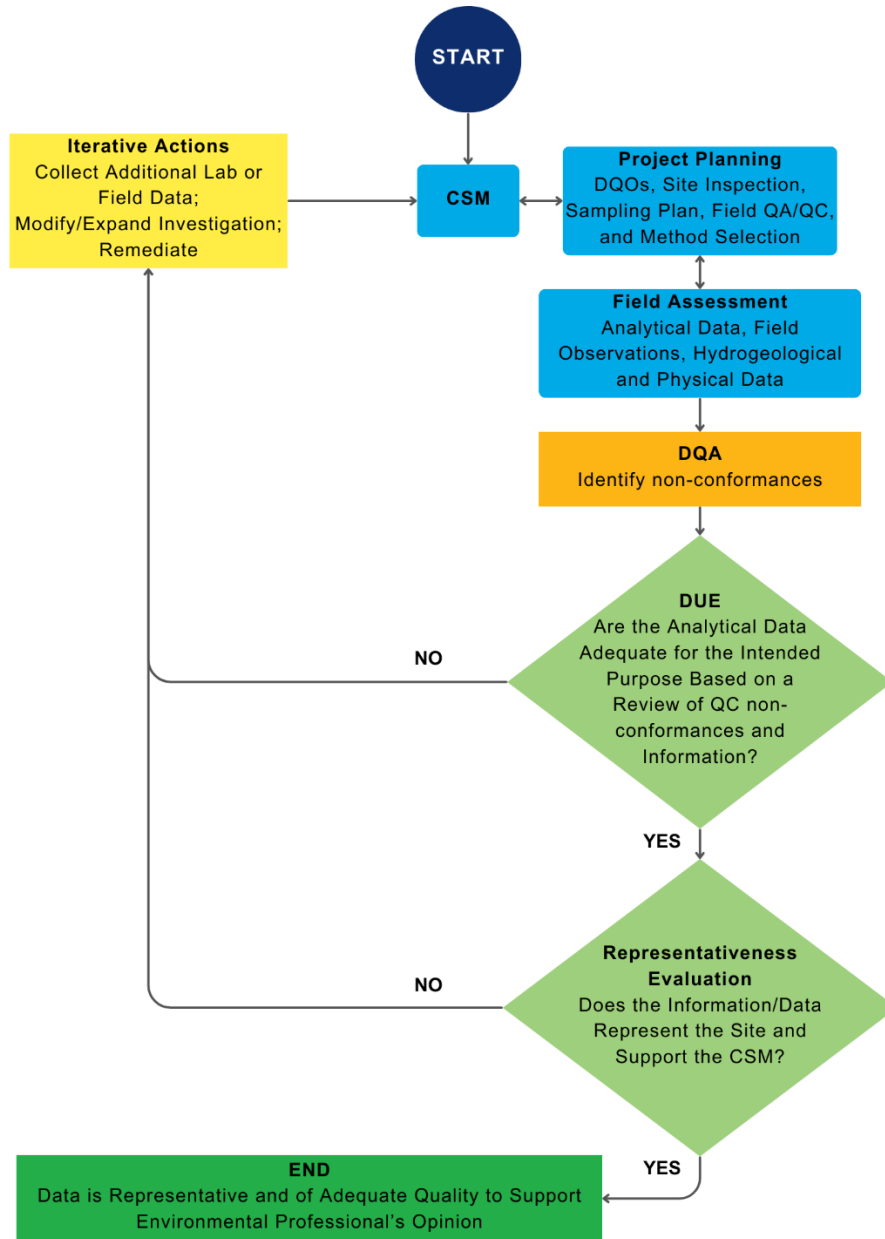 START
Iterative Actions
Collect Additional Lab or
Field Data;
Modify/Expand Investigation;
Remediate
CSM
Project Planning
DQOs, Site Inspection,
Sampling Plan, Field QA/QC,
and Method Selection
Field Assessment
Analytical Data, Field
Observations, Hydrogeological
and Physical Data
DQA
Identify non-conformances
DUE
Are the Analytical Data
Adequate for the Intended
Purpose Based on a
Review of QC non-
conformances and
Information?
NO
YES
Representativeness
Evaluation
Does the Information/Data
Represent the Site and
Support the CSM?
NO
YES
END
Data is Representative and of Adequate Quality to Support
Environmental Professional's Opinion